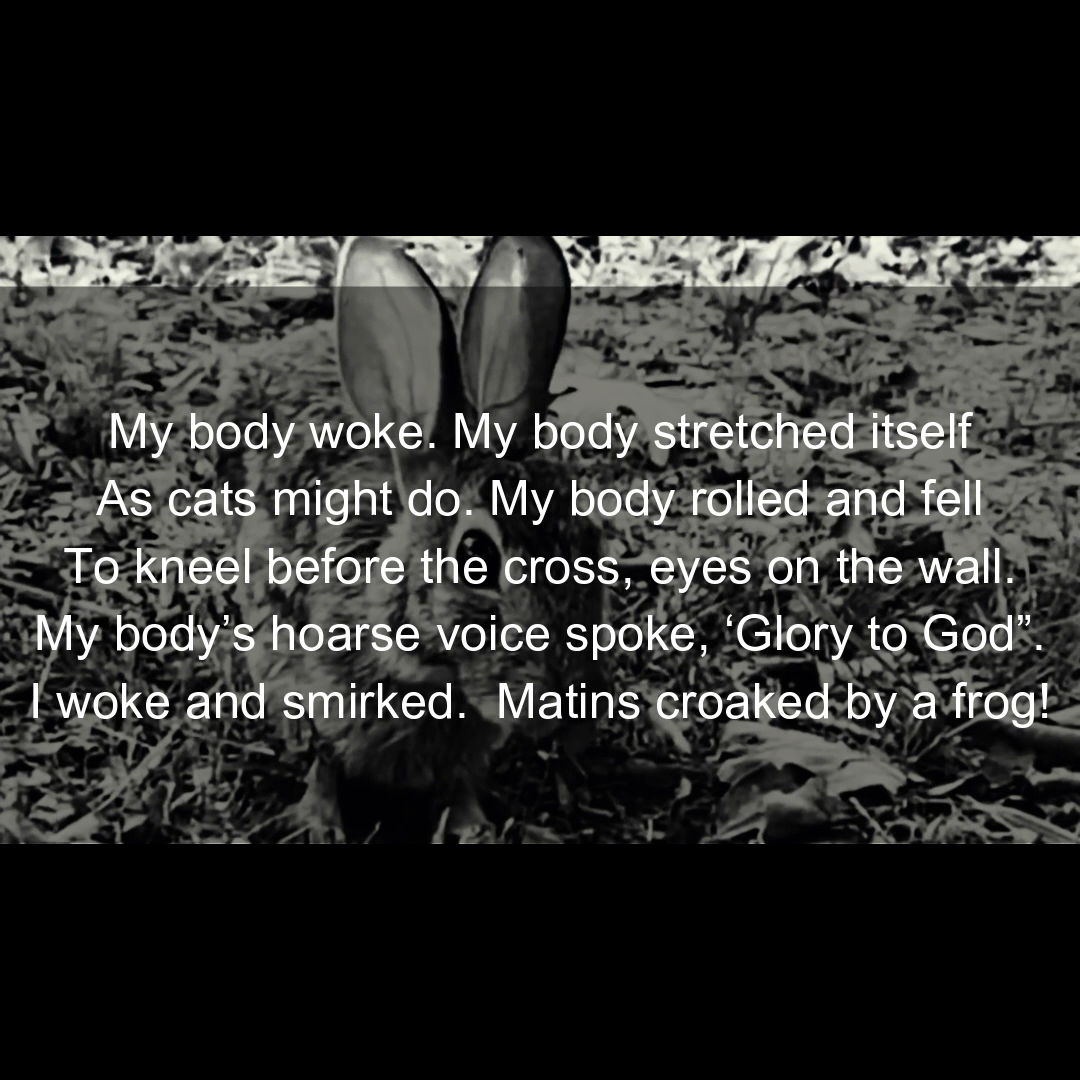 My body woke. My body stretched itself
As cats might do. My body rolled and fell
To kneel before the cross, eyes on the wall.
My body’s hoarse voice spoke, ‘Glory to God”.
I woke and smirked.  Matins croaked by a frog!